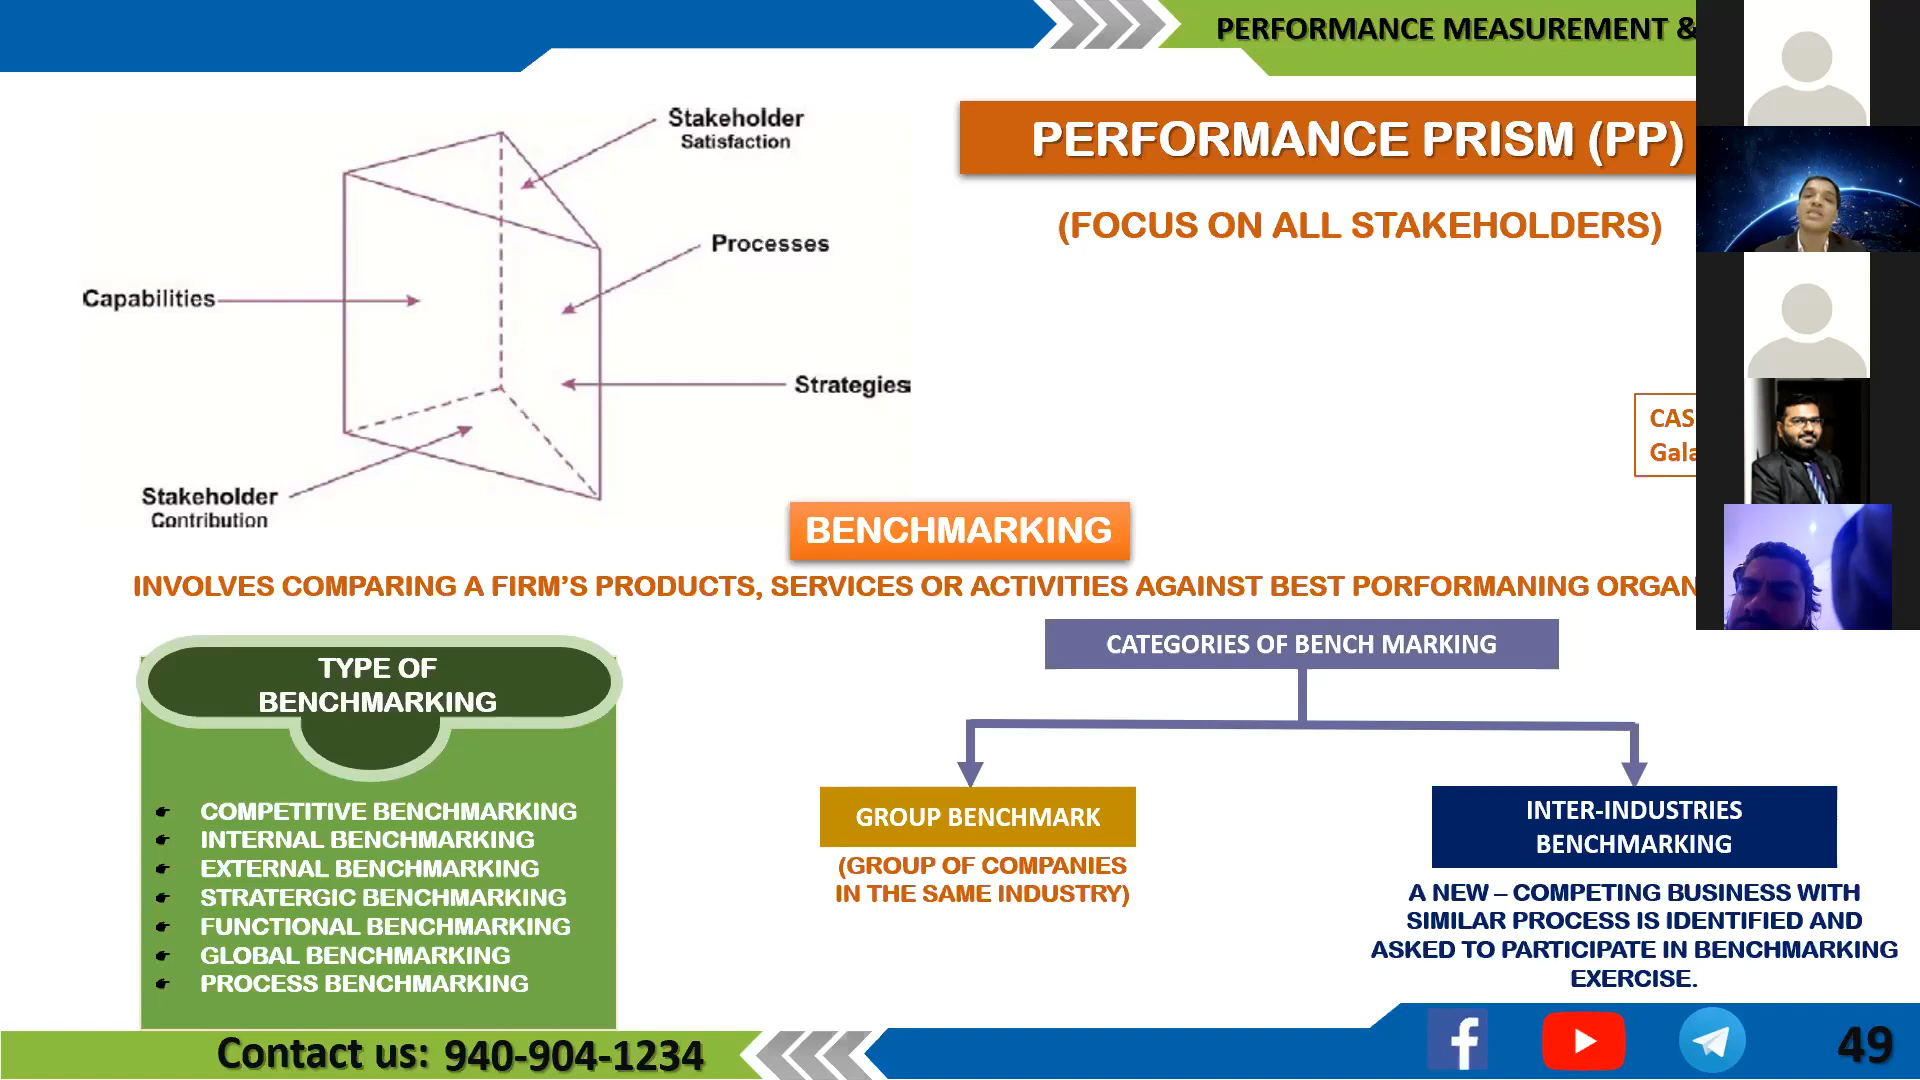 PERFORMANCE MEASUREMENT &
Stakeholder
Satisfaction
PERFORMANCE PRISM (PP)
(FOCUS ON ALL STAKEHOLDERS)
Processes
Capabilities
Strategies
CAS
Gala
Stakeholder
Contribution
BENCHMARKING
INVOLVES COMPARING A FIRM'S PRODUCTS, SERVICES OR ACTIVITIES AGAINST BEST PORFORMANING ORGAN
TYPE OF
BENCHMARKING
COMPETITIVE BENCHMARKING
INTERNAL BENCHMARKING
EXTERNAL BENCHMARKING
STRATERGIC BENCHMARKING
FUNCTIONAL BENCHMARKING
GLOBAL BENCHMARKING
PROCESS BENCHMARKING
CATEGORIES OF BENCH MARKING
GROUP BENCHMARK
(GROUP OF COMPANIES
IN THE SAME INDUSTRY)
INTER-INDUSTRIES
BENCHMARKING
A NEW – COMPETING BUSINESS WITH
SIMILAR PROCESS IS IDENTIFIED AND
ASKED TO PARTICIPATE IN BENCHMARKING
EXERCISE.
Contact us: 940-904-1234
49